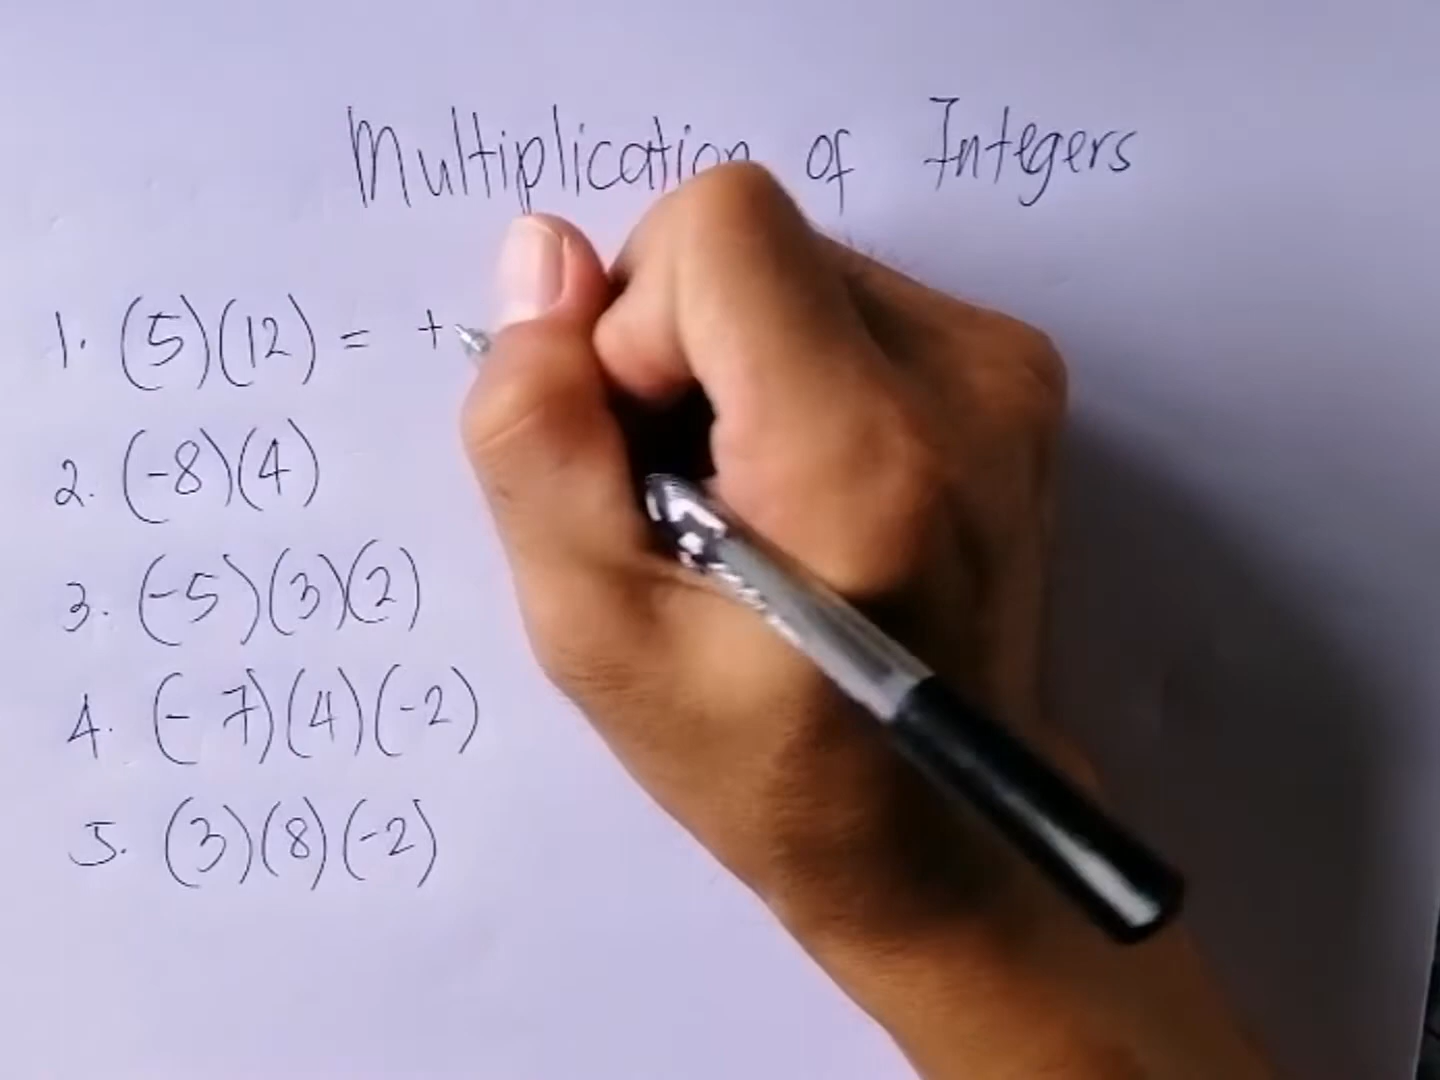 Multiplication of Integers
1. (5)(12) = +
2. (-8)(4)
3. (-5)(3)(2)
4. (-7)(4)(-2)
5. (3)(8)(-2)